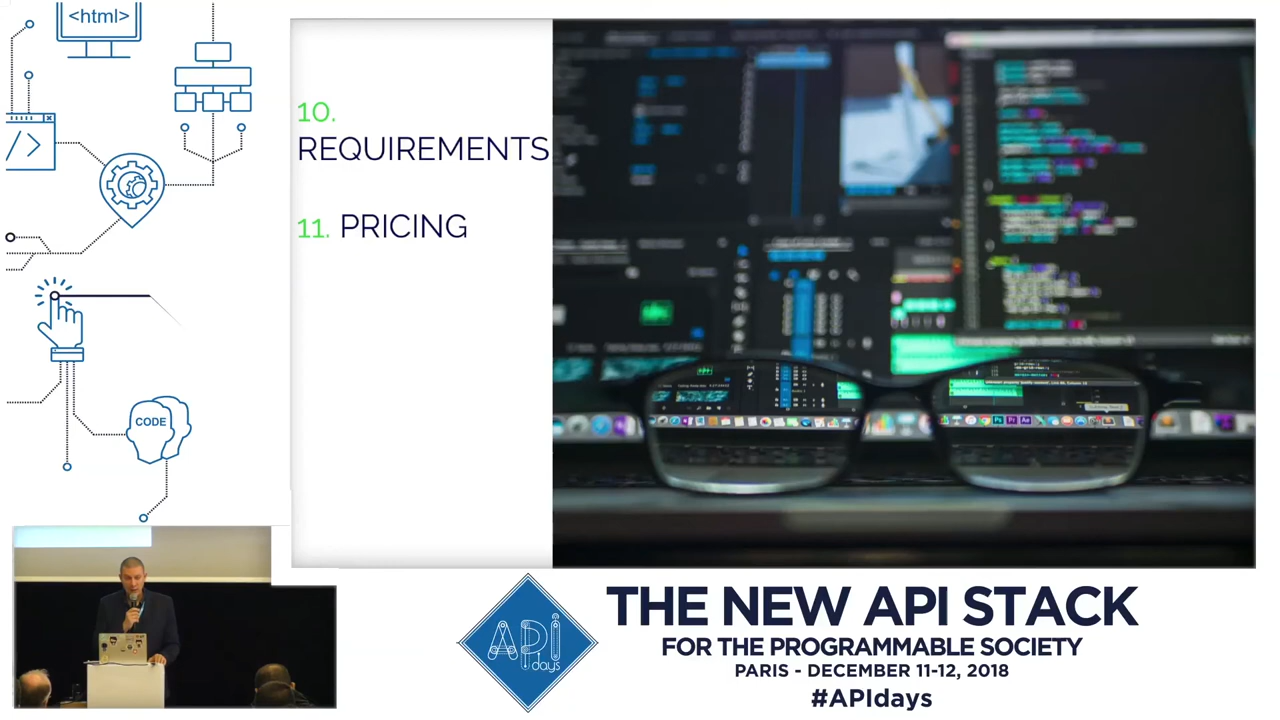 <html>
</>
CODE
10.
REQUIREMENTS
11. PRICING
API
days
THE NEW API STACK
FOR THE PROGRAMMABLE SOCIETY
PARIS - DECEMBER 11-12, 2018
#APIdays